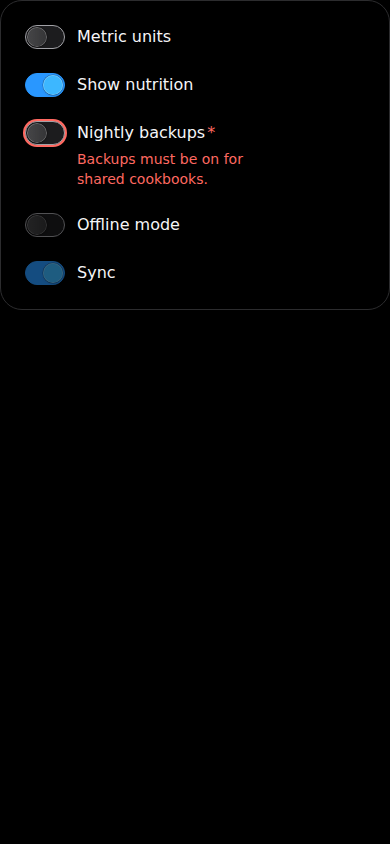 Metric units
Show nutrition
Nightly backups*
Backups must be on for
shared cookbooks.
Offline mode
Sync